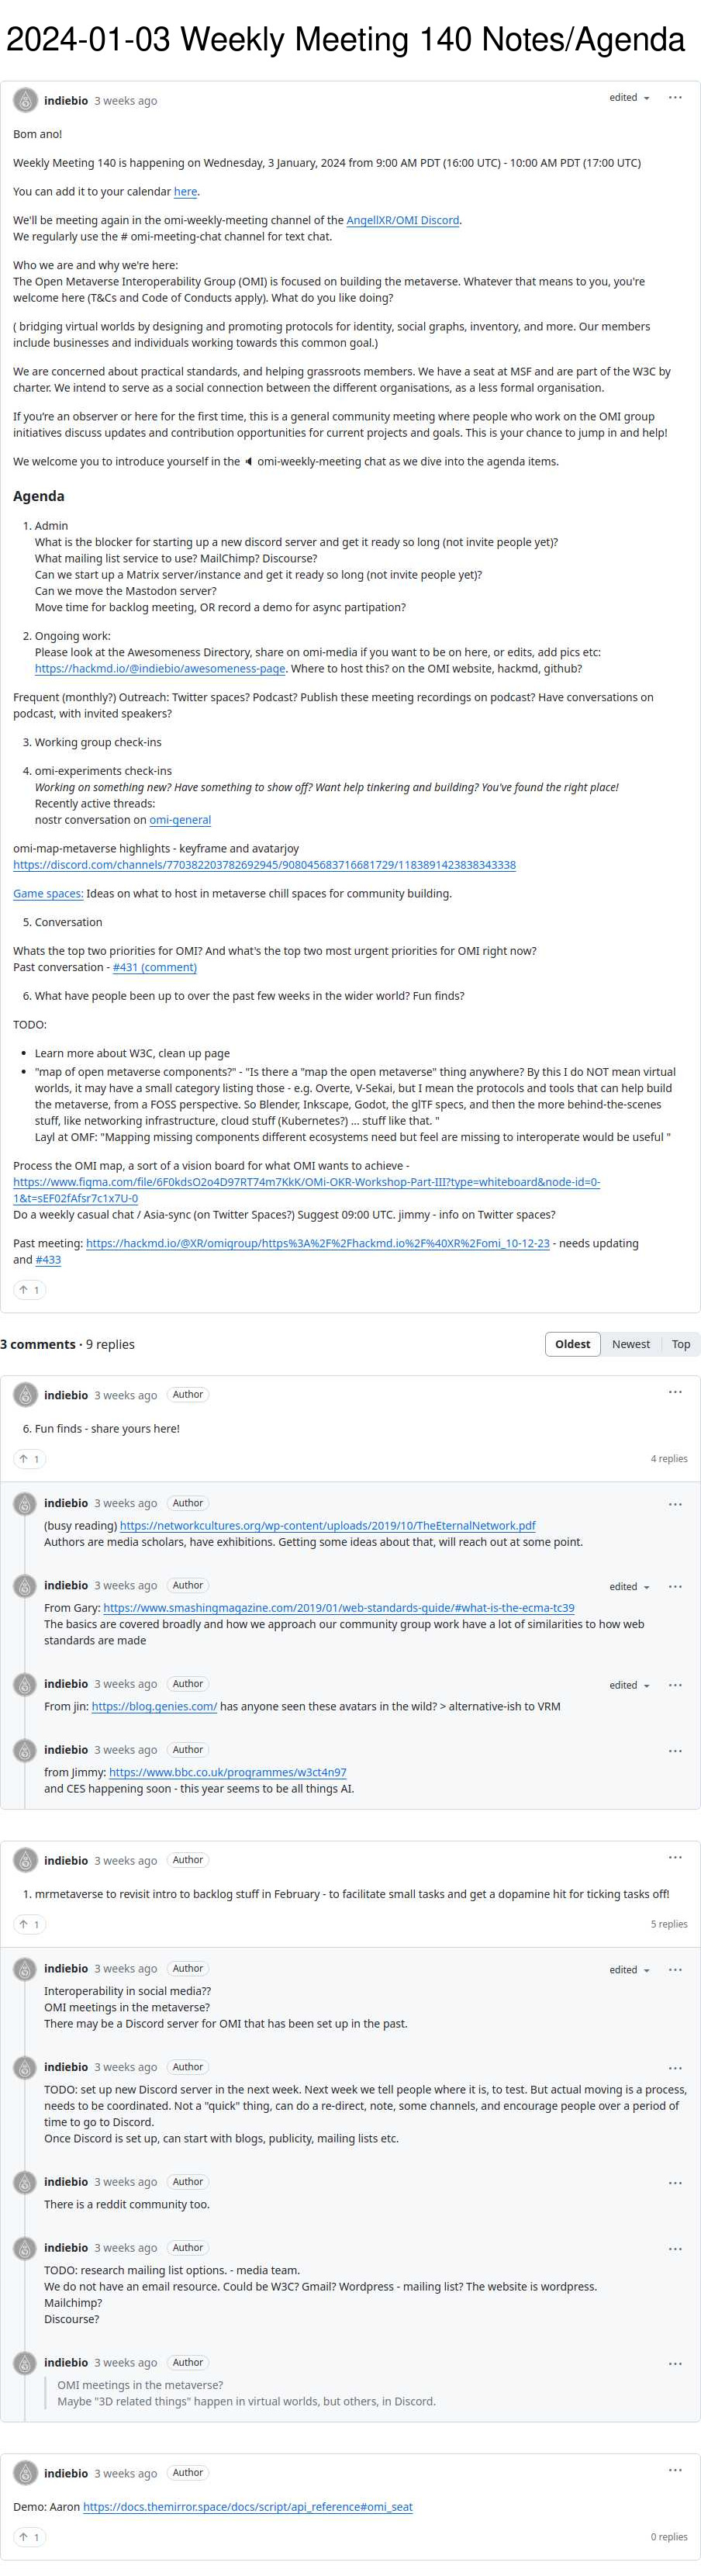 2024-01-03 Weekly Meeting 140 Notes/Agenda
indiebio 3 weeks ago
edited
Bom ano!
Weekly Meeting 140 is happening on Wednesday, 3 January, 2024 from 9:00 AM PDT (16:00 UTC) - 10:00 AM PDT (17:00 UTC)
You can add it to your calendar here.
We'll be meeting again in the omi-weekly-meeting channel of the AngellXR/OMI Discord.
We regularly use the # omi-meeting-chat channel for text chat.
Who we are and why we're here:
The Open Metaverse Interoperability Group (OMI) is focused on building the metaverse. Whatever that means to you, you're
welcome here (T&Cs and Code of Conducts apply). What do you like doing?
( bridging virtual worlds by designing and promoting protocols for identity, social graphs, inventory, and more. Our members
include businesses and individuals working towards this common goal.)
We are concerned about practical standards, and helping grassroots members. We have a seat at MSF and are part of the W3C by
charter. We intend to serve as a social connection between the different organisations, as a less formal organisation.
If you're an observer or here for the first time, this is a general community meeting where people who work on the OMI group
initiatives discuss updates and contribution opportunities for current projects and goals. This is your chance to jump in and help!
We welcome you to introduce yourself in the 🔈 omi-weekly-meeting chat as we dive into the agenda items.
Agenda
1. Admin
What is the blocker for starting up a new discord server and get it ready so long (not invite people yet)?
What mailing list service to use? MailChimp? Discourse?
Can we start up a Matrix server/instance and get it ready so long (not invite people yet)?
Can we move the Mastodon server?
Move time for backlog meeting, OR record a demo for async partipation?
2. Ongoing work:
Please look at the Awesomeness Directory, share on omi-media if you want to be on here, or edits, add pics etc:
https://hackmd.io/@indiebio/awesomeness-page. Where to host this? on the OMI website, hackmd, github?
Frequent (monthly?) Outreach: Twitter spaces? Podcast? Publish these meeting recordings on podcast? Have conversations on
podcast, with invited speakers?
3. Working group check-ins
4. omi-experiments check-ins
Working on something new? Have something to show off? Want help tinkering and building? You've found the right place!
Recently active threads:
nostr conversation on omi-general
omi-map-metaverse highlights - keyframe and avatarjoy
https://discord.com/channels/770382203782692945/908045683716681729/1183891423838343338
Game spaces: Ideas on what to host in metaverse chill spaces for community building.
5. Conversation
Whats the top two priorities for OMI? And what's the top two most urgent priorities for OMI right now?
Past conversation - #431 (comment)
6. What have people been up to over the past few weeks in the wider world? Fun finds?
TODO:
• Learn more about W3C, clean up page
• "map of open metaverse components?" - "Is there a "map the open metaverse" thing anywhere? By this I do NOT mean virtual
worlds, it may have a small category listing those - e.g. Overte, V-Sekai, but I mean the protocols and tools that can help build
the metaverse, from a FOSS perspective. So Blender, Inkscape, Godot, the glTF specs, and then the more behind-the-scenes
stuff, like networking infrastructure, cloud stuff (Kubernetes?) ... stuff like that. "
Layl at OMF: "Mapping missing components different ecosystems need but feel are missing to interoperate would be useful "
Process the OMI map, a sort of a vision board for what OMI wants to achieve -
https://www.figma.com/file/6F0kdsO2o4D97RT74m7KkK/OMi-OKR-Workshop-Part-III?type=whiteboard&node-id=0-
1&t=sEF02fAfsr7c1x7U-0
Do a weekly casual chat / Asia-sync (on Twitter Spaces?) Suggest 09:00 UTC. jimmy - info on Twitter spaces?
Past meeting: https://hackmd.io/@XR/omigroup/https%3A%2F%2Fhackmd.io%2F%40XR%2Fomi_10-12-23 - needs updating
and #433
↑ 1
3 comments · 9 replies
Oldest Newest Top
indiebio 3 weeks ago Author
6. Fun finds - share yours here!
↑ 1
4 replies
indiebio 3 weeks ago Author
(busy reading) https://networkcultures.org/wp-content/uploads/2019/10/TheEternalNetwork.pdf
Authors are media scholars, have exhibitions. Getting some ideas about that, will reach out at some point.
indiebio 3 weeks ago Author
edited
From Gary: https://www.smashingmagazine.com/2019/01/web-standards-guide/#what-is-the-ecma-tc39
The basics are covered broadly and how we approach our community group work have a lot of similarities to how web
standards are made
indiebio 3 weeks ago Author
edited
From jin: https://blog.genies.com/ has anyone seen these avatars in the wild? > alternative-ish to VRM
indiebio 3 weeks ago Author
from Jimmy: https://www.bbc.co.uk/programmes/w3ct4n97
and CES happening soon - this year seems to be all things AI.
indiebio 3 weeks ago Author
1. mrmetaverse to revisit intro to backlog stuff in February - to facilitate small tasks and get a dopamine hit for ticking tasks off!
↑ 1
5 replies
indiebio 3 weeks ago Author
edited
Interoperability in social media??
OMI meetings in the metaverse?
There may be a Discord server for OMI that has been set up in the past.
indiebio 3 weeks ago Author
TODO: set up new Discord server in the next week. Next week we tell people where it is, to test. But actual moving is a process,
needs to be coordinated. Not a "quick" thing, can do a re-direct, note, some channels, and encourage people over a period of
time to go to Discord.
Once Discord is set up, can start with blogs, publicity, mailing lists etc.
indiebio 3 weeks ago Author
There is a reddit community too.
indiebio 3 weeks ago Author
TODO: research mailing list options. - media team.
We do not have an email resource. Could be W3C? Gmail? Wordpress - mailing list? The website is wordpress.
Mailchimp?
Discourse?
indiebio 3 weeks ago Author
OMI meetings in the metaverse?
Maybe "3D related things" happen in virtual worlds, but others, in Discord.
indiebio 3 weeks ago Author
Demo: Aaron https://docs.themirror.space/docs/script/api_reference#omi_seat
↑ 1
0 replies